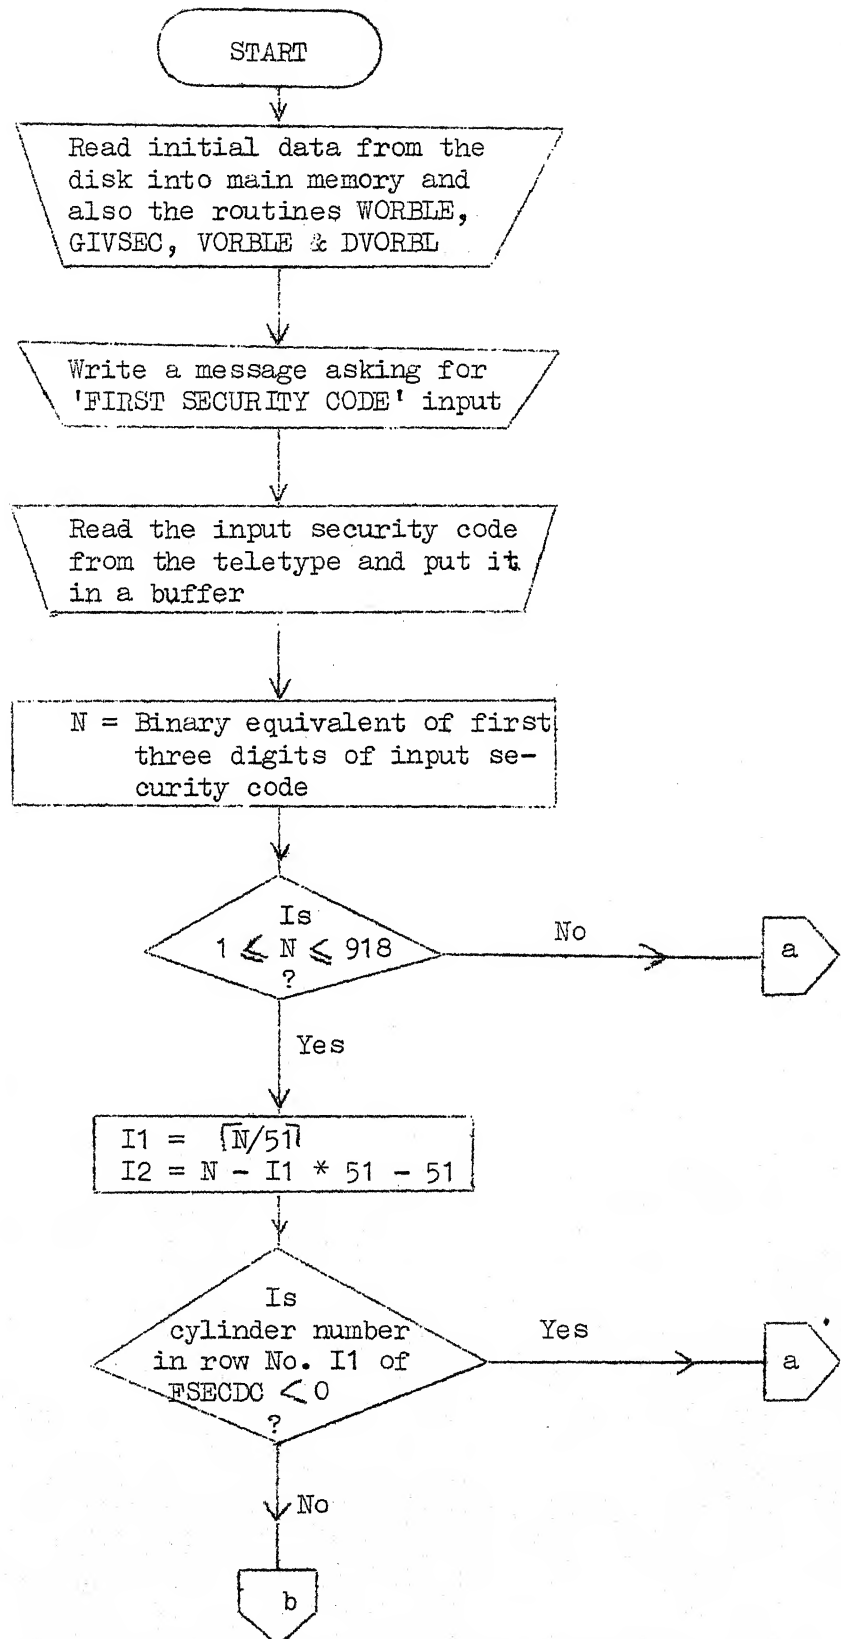 START
Read initial data from the
disk into main memory and
also the routines WORBLE,
GIVSEC, VORBLE & DVORBL
Write a message asking for
'FIRST SECURITY CODE' input
Read the input security code
from the teletype and put it
in a buffer
N = Binary equivalent of first
three digits of input se-
curity code
Is
1 ≤ N ≤ 918
?
No
a
Yes
I1 = ⌈N/51⌉
I2 = N - I1 * 51 - 51
Is
cylinder number
in row No. I1 of
FSECDC < 0
?
Yes
a
No
b